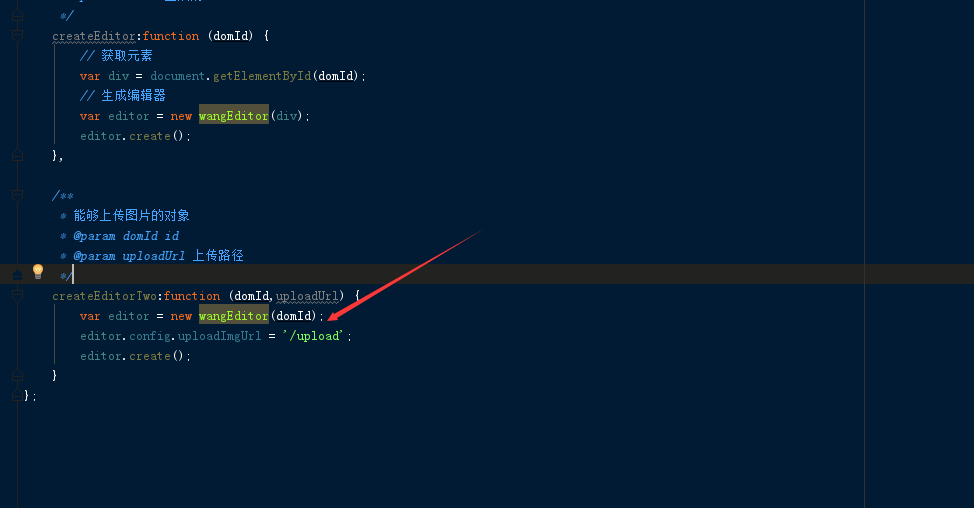 */
createEditor:function (domId) {
// 获取元素
var div = document.getElementById(domId);
// 生成编辑器
var editor = new wangEditor(div);
editor.create();
},
/**
* 能够上传图片的对象
* @param domId id
* @param uploadUrl 上传路径
*/
createEditorTwo:function (domId,uploadUrl) {
var editor = new wangEditor(domId);
editor.config.uploadImgUrl = '/upload';
editor.create();
}
};